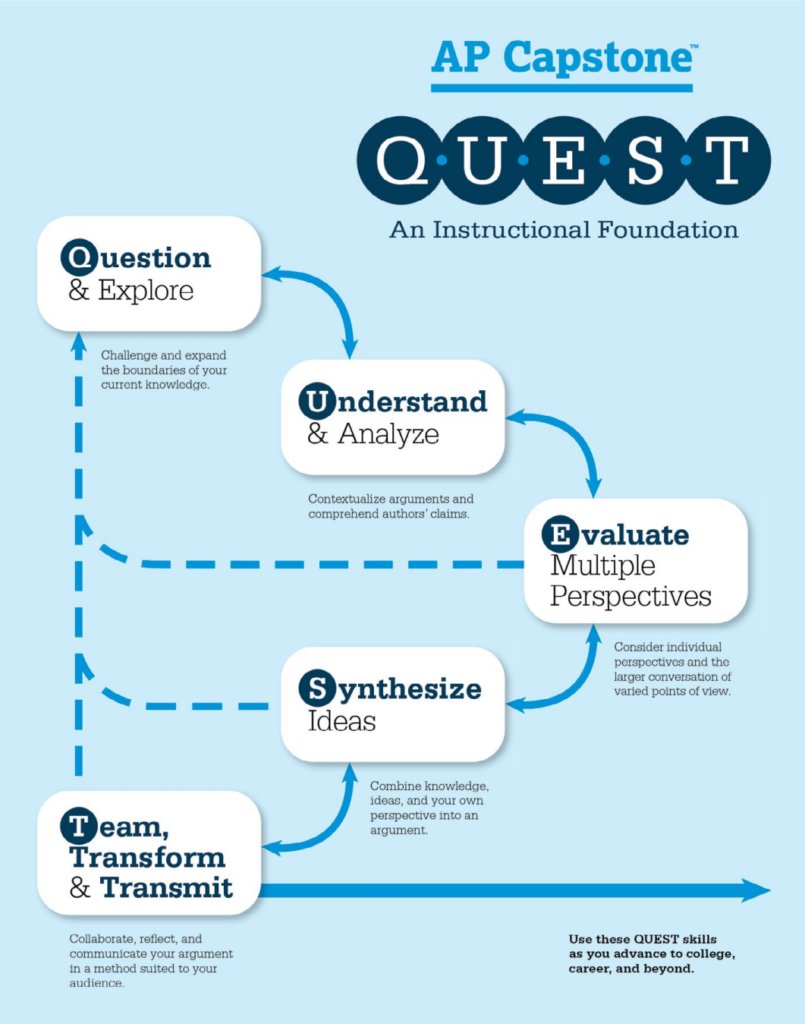 AP Capstone™
Q·U·E·S·T
An Instructional Foundation
Question
& Explore
Challenge and expand
the boundaries of your
current knowledge.
Understand
& Analyze
Contextualize arguments and
comprehend authors' claims.
Evaluate
Multiple
Perspectives
Consider individual
perspectives and the
larger conversation of
varied points of view.
Synthesize
Ideas
Combine knowledge,
ideas, and your own
perspective into an
argument.
Team,
Transform
& Transmit
Collaborate, reflect, and
communicate your argument
in a method suited to your
audience.
Use these QUEST skills
as you advance to college,
career, and beyond.